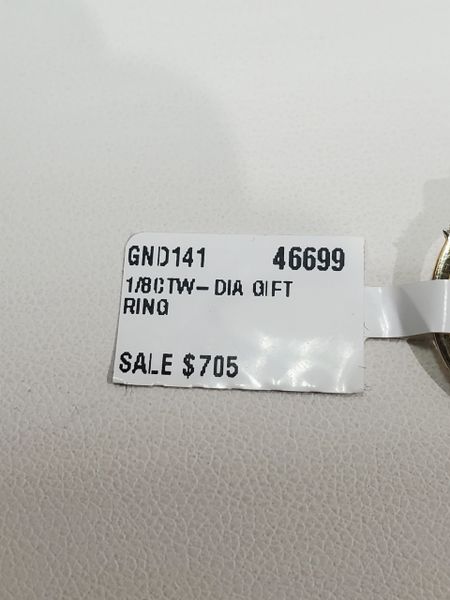 GND141 46699
1/8CTW-DIA GIFT
RING
SALE $705